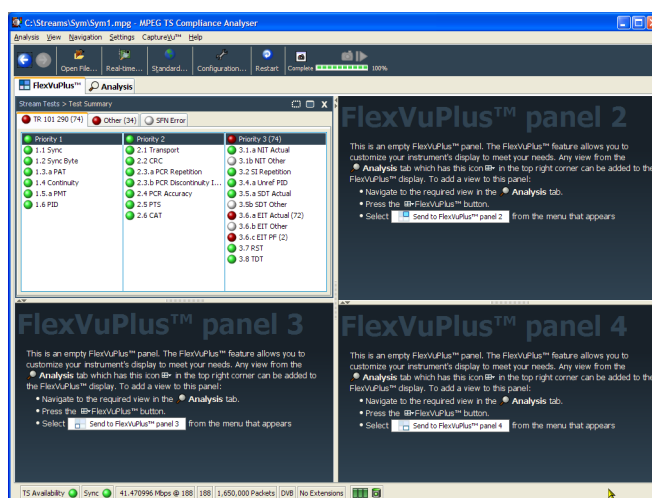 C:\Streams\Sym\Sym1.mpg - MPEG TS Compliance Analyser
Analysis View Navigation Settings CaptureVu™ Help
Open File... Real-time... Standard... Configuration... Restart Complete 100%
FlexVuPlus™ Analysis
Stream Tests > Test Summary
TR 101 290 (74) Other (34) SFN Error
Priority 1
1.1 Sync
1.2 Sync Byte
1.3.a PAT
1.4 Continuity
1.5.a PMT
1.6 PID
Priority 2
2.1 Transport
2.2 CRC
2.3.a PCR Repetition
2.3.b PCR Discontinuity I...
2.4 PCR Accuracy
2.5 PTS
2.6 CAT
Priority 3 (74)
3.1.a NIT Actual
3.1b NIT Other
3.2 SI Repetition
3.4.a Unref PID
3.5.a SDT Actual
3.5b SDT Other
3.6.a EIT Actual (72)
3.6.b EIT Other
3.6.c EIT PF (2)
3.7 RST
3.8 TDT
FlexVuPlus™ panel 2
This is an empty FlexVuPlus™ panel. The FlexVuPlus™ feature allows you to
customize your instrument's display to meet your needs. Any view from the
Analysis tab which has this icon in the top right corner can be added to the
FlexVuPlus™ display. To add a view to this panel:
• Navigate to the required view in the Analysis tab.
• Press the FlexVuPlus™ button.
• Select Send to FlexVuPlus™ panel 2 from the menu that appears
FlexVuPlus™ panel 3
This is an empty FlexVuPlus™ panel. The FlexVuPlus™ feature allows you to
customize your instrument's display to meet your needs. Any view from the
Analysis tab which has this icon in the top right corner can be added to
the FlexVuPlus™ display. To add a view to this panel:
• Navigate to the required view in the Analysis tab.
• Press the FlexVuPlus™ button.
• Select Send to FlexVuPlus™ panel 3 from the menu that appears
FlexVuPlus™ panel 4
This is an empty FlexVuPlus™ panel. The FlexVuPlus™ feature allows you to
customize your instrument's display to meet your needs. Any view from the
Analysis tab which has this icon in the top right corner can be added to the
FlexVuPlus™ display. To add a view to this panel:
• Navigate to the required view in the Analysis tab.
• Press the FlexVuPlus™ button.
• Select Send to FlexVuPlus™ panel 4 from the menu that appears
TS Availability Sync 41.470996 Mbps @ 188 188 1,650,000 Packets DVB No Extensions